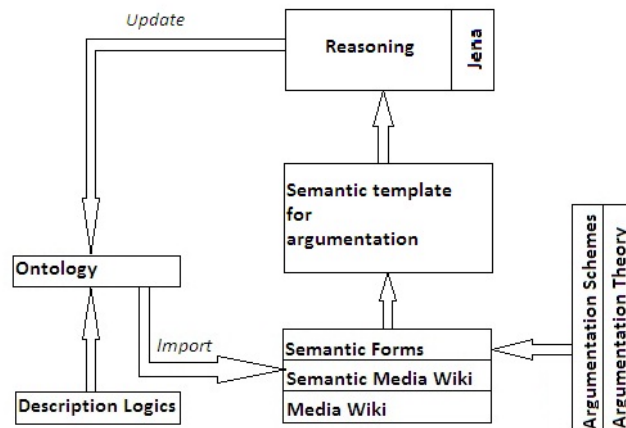 Update
Reasoning
Jena
Semantic template
for
argumentation
Ontology
Import
Semantic Forms
Semantic Media Wiki
Media Wiki
Description Logics
Argumentation Schemes
Argumentation Theory